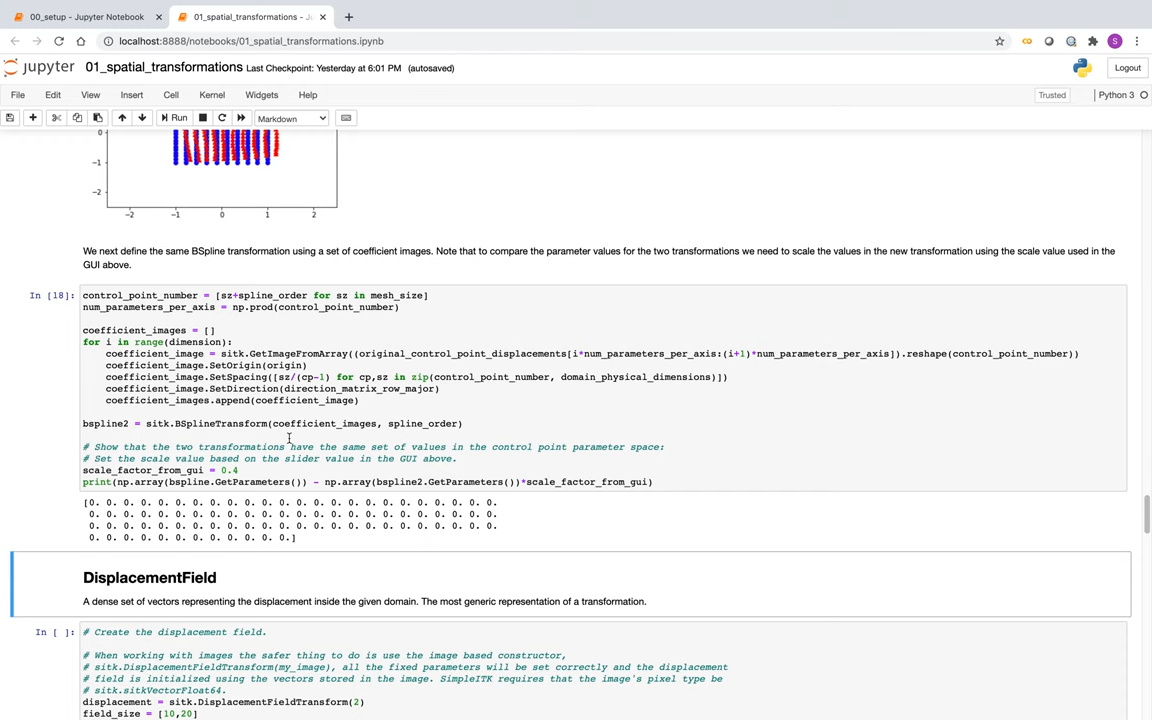 00_setup - Jupyter Notebook
01_spatial_transformations - Ju
localhost:8888/notebooks/01_spatial_transformations.ipynb
S
jupyter 01_spatial_transformations Last Checkpoint: Yesterday at 6:01 PM (autosaved)
Logout
File Edit View Insert Cell Kernel Widgets Help
Trusted Python 3
Run Markdown
0
−1
−2
−2 −1 0 1 2
We next define the same BSpline transformation using a set of coefficient images. Note that to compare the parameter values for the two transformations we need to scale the values in the new transformation using the scale value used in the
GUI above.
In [18]: control_point_number = [sz+spline_order for sz in mesh_size]
num_parameters_per_axis = np.prod(control_point_number)
coefficient_images = []
for i in range(dimension):
    coefficient_image = sitk.GetImageFromArray((original_control_point_displacements[i*num_parameters_per_axis:(i+1)*num_parameters_per_axis]).reshape(control_point_number))
    coefficient_image.SetOrigin(origin)
    coefficient_image.SetSpacing([sz/(cp-1) for cp,sz in zip(control_point_number, domain_physical_dimensions)])
    coefficient_image.SetDirection(direction_matrix_row_major)
    coefficient_images.append(coefficient_image)
bspline2 = sitk.BSplineTransform(coefficient_images, spline_order)
# Show that the two transformations have the same set of values in the control point parameter space:
# Set the scale value based on the slider value in the GUI above.
scale_factor_from_gui = 0.4
print(np.array(bspline.GetParameters()) - np.array(bspline2.GetParameters())*scale_factor_from_gui)
[0. 0. 0. 0. 0. 0. 0. 0. 0. 0. 0. 0. 0. 0. 0. 0. 0. 0. 0. 0. 0.
0. 0. 0. 0. 0. 0. 0. 0. 0. 0. 0. 0. 0. 0. 0. 0. 0. 0. 0. 0. 0.
0. 0. 0. 0. 0. 0. 0. 0. 0. 0. 0. 0. 0. 0. 0. 0. 0. 0. 0. 0. 0.
0. 0. 0. 0. 0. 0. 0. 0. 0. 0. 0.]
DisplacementField
A dense set of vectors representing the displacement inside the given domain. The most generic representation of a transformation.
In [ ]: # Create the displacement field.
# When working with images the safer thing to do is use the image based constructor,
# sitk.DisplacementFieldTransform(my_image), all the fixed parameters will be set correctly and the displacement
# field is initialized using the vectors stored in the image. SimpleITK requires that the image's pixel type be
# sitk.sitkVectorFloat64.
displacement = sitk.DisplacementFieldTransform(2)
field_size = [10,20]